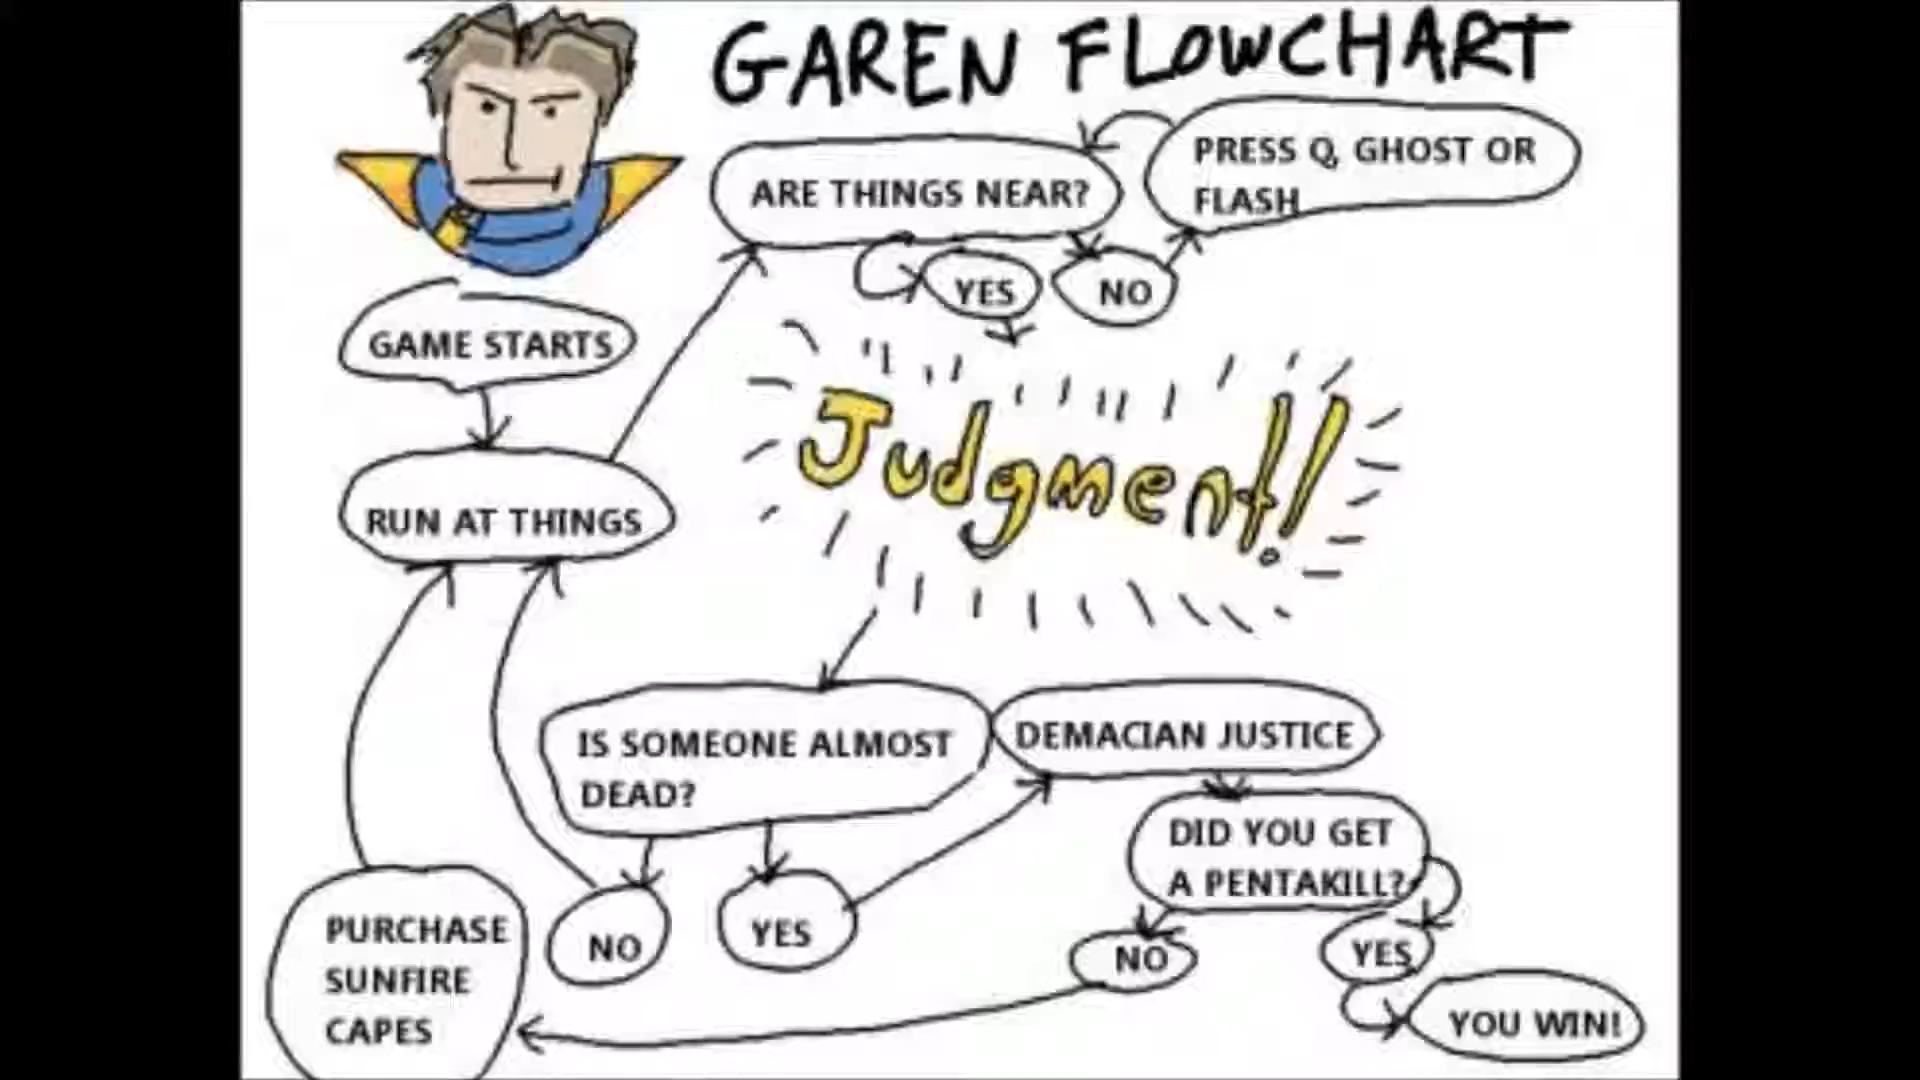 GAREN FLOWCHART
PRESS Q, GHOST OR
FLASH
ARE THINGS NEAR?
YES
NO
GAME STARTS
RUN AT THINGS
Judgment!
IS SOMEONE ALMOST
DEAD?
DEMACIAN JUSTICE
DID YOU GET
A PENTAKILL?
NO
YES
NO
YES
PURCHASE
SUNFIRE
CAPES
YOU WIN!